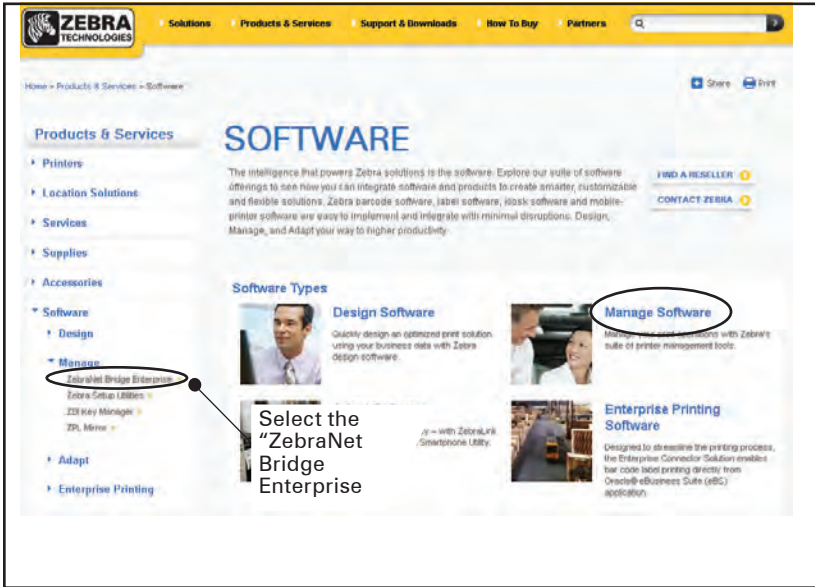 ZEBRA
TECHNOLOGIES
Solutions Products & Services Support & Downloads How To Buy Partners
Home » Products & Services » Software
Share Print
Products & Services
Printers
Location Solutions
Services
Supplies
Accessories
Software
Design
Manage
ZebraNet Bridge Enterprise
Zebra Setup Utilities
ZBI Key Manager
ZPL Mirror
Adapt
Enterprise Printing
SOFTWARE
The intelligence that powers Zebra solutions is the software. Explore our suite of software
offerings to see how you can integrate software and products to create smarter, customizable
and flexible solutions. Zebra barcode software, label software, kiosk software and mobile-
printer software are easy to implement and integrate with minimal disruptions. Design,
Manage, and Adapt your way to higher productivity.
FIND A RESELLER
CONTACT ZEBRA
Software Types
Design Software
Quickly design an optimized print solution
using your business data with Zebra
design software.
Manage Software
Manage your print operations with Zebra's
suite of printer management tools.
– with ZebraLink
Smartphone Utility.
Enterprise Printing
Software
Designed to streamline the printing process,
the Enterprise Connector Solution enables
bar code label printing directly from
Oracle® eBusiness Suite (eBS)
application.
Select the
"ZebraNet
Bridge
Enterprise